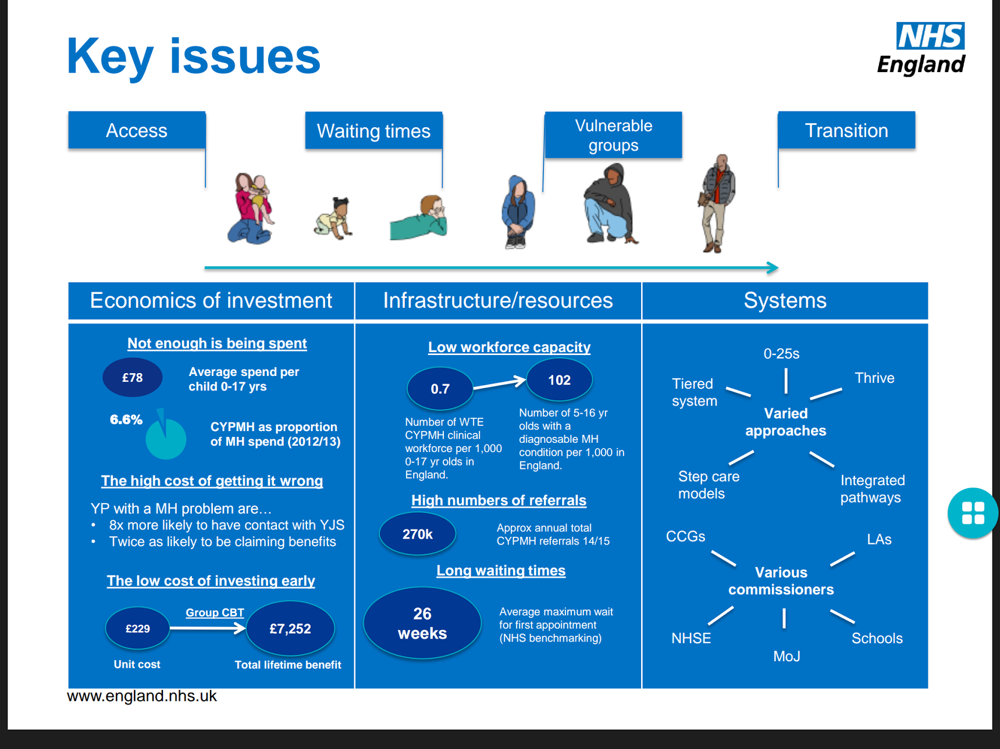 Key issues
NHS
England
Access
Waiting times
Vulnerable
groups
Transition
Economics of investment
Not enough is being spent
£78
Average spend per
child 0-17 yrs
6.6%
CYPMH as proportion
of MH spend (2012/13)
The high cost of getting it wrong
YP with a MH problem are…
• 8x more likely to have contact with YJS
• Twice as likely to be claiming benefits
The low cost of investing early
£229
Group CBT
£7,252
Unit cost
Total lifetime benefit
Infrastructure/resources
Low workforce capacity
0.7
102
Number of WTE
CYPMH clinical
workforce per 1,000
0-17 yr olds in
England.
Number of 5-16 yr
olds with a
diagnosable MH
condition per 1,000 in
England.
High numbers of referrals
270k
Approx annual total
CYPMH referrals 14/15
Long waiting times
26
weeks
Average maximum wait
for first appointment
(NHS benchmarking)
Systems
0-25s
Tiered
system
Thrive
Varied
approaches
Step care
models
Integrated
pathways
CCGs
LAs
Various
commissioners
NHSE
MoJ
Schools
www.england.nhs.uk